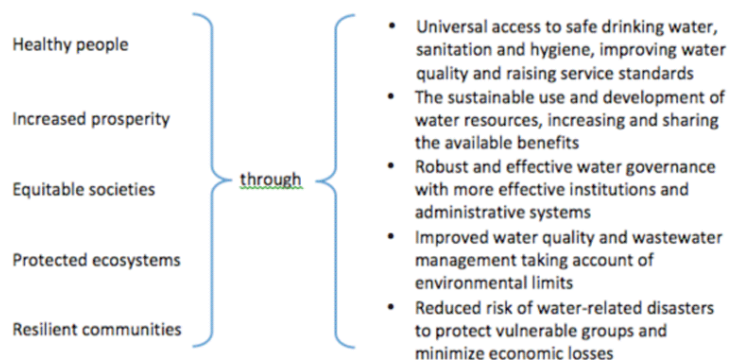 Healthy people
Increased prosperity
Equitable societies
Protected ecosystems
Resilient communities
through
• Universal access to safe drinking water,
sanitation and hygiene, improving water
quality and raising service standards
• The sustainable use and development of
water resources, increasing and sharing
the available benefits
• Robust and effective water governance
with more effective institutions and
administrative systems
• Improved water quality and wastewater
management taking account of
environmental limits
• Reduced risk of water-related disasters
to protect vulnerable groups and
minimize economic losses